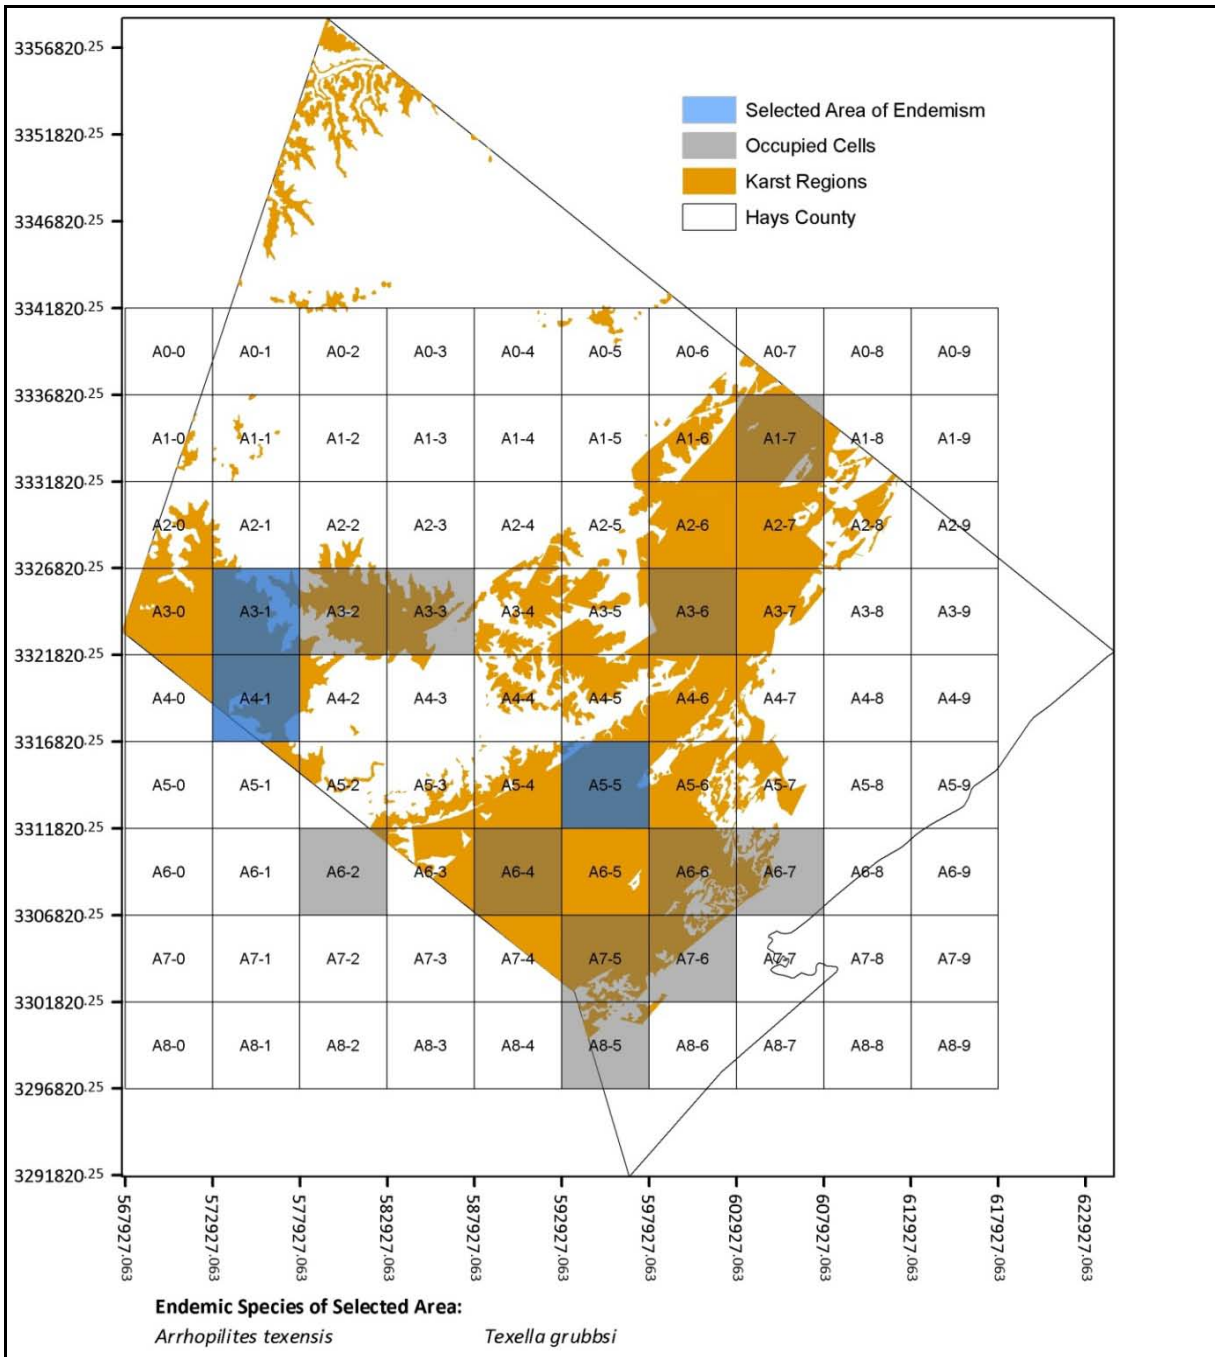 3356820.25
Selected Area of Endemism
3351820.25
Occupied Cells
Karst Regions
3346820.25
Hays County
3341820.25
A0-0 A0-1 A0-2 A0-3 A0-4 A0-5 A0-6 A0-7 A0-8 A0-9
3336820.25
A1-0 A1-1 A1-2 A1-3 A1-4 A1-5 A1-6 A1-7 A1-8 A1-9
3331820.25
A2-0 A2-1 A2-2 A2-3 A2-4 A2-5 A2-6 A2-7 A2-8 A2-9
3326820.25
A3-0 A3-1 A3-2 A3-3 A3-4 A3-5 A3-6 A3-7 A3-8 A3-9
3321820.25
A4-0 A4-1 A4-2 A4-3 A4-4 A4-5 A4-6 A4-7 A4-8 A4-9
3316820.25
A5-0 A5-1 A5-2 A5-3 A5-4 A5-5 A5-6 A5-7 A5-8 A5-9
3311820.25
A6-0 A6-1 A6-2 A6-3 A6-4 A6-5 A6-6 A6-7 A6-8 A6-9
3306820.25
A7-0 A7-1 A7-2 A7-3 A7-4 A7-5 A7-6 A7-7 A7-8 A7-9
3301820.25
A8-0 A8-1 A8-2 A8-3 A8-4 A8-5 A8-6 A8-7 A8-8 A8-9
3296820.25
3291820.25
567927.063 572927.063 577927.063 582927.063 587927.063 592927.063 597927.063 602927.063 607927.063 612927.063 617927.063 622927.063
Endemic Species of Selected Area:
Arrhopilites texensis Texella grubbsi